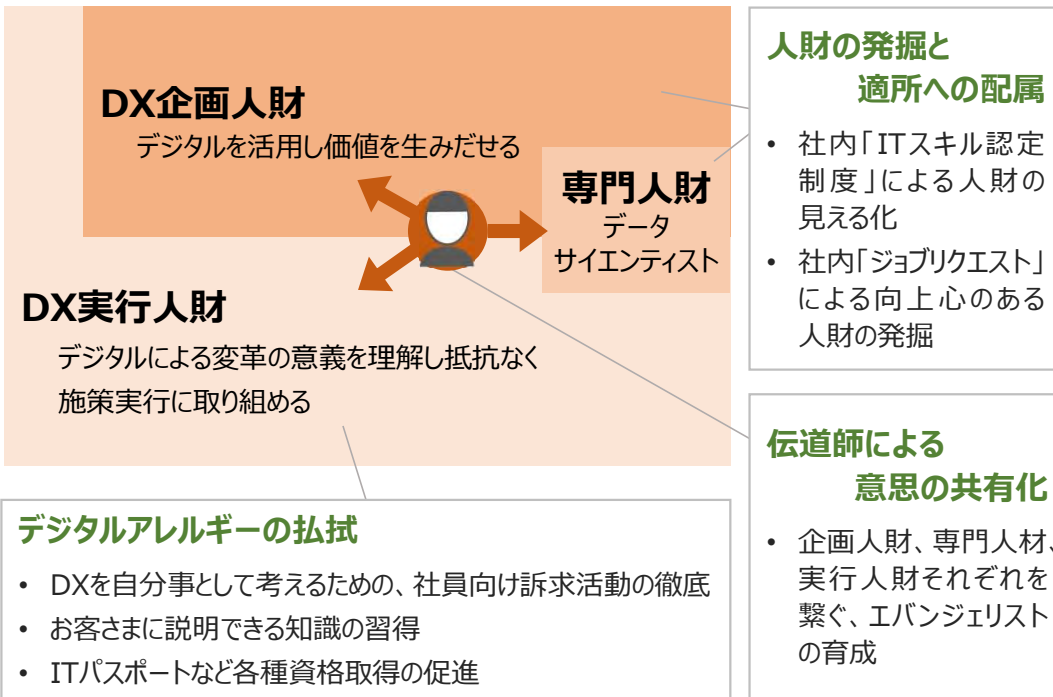 DX企画人財
デジタルを活用し価値を生みだせる
専門人財
データ
サイエンティスト
DX実行人財
デジタルによる変革の意義を理解し抵抗なく
施策実行に取り組める
人財の発掘と
適所への配属
• 社内「ITスキル認定
制度」による人財の
見える化
• 社内「ジョブリクエスト」
による向上心のある
人財の発掘
伝道師による
意思の共有化
• 企画人財、専門人材、
実行人財それぞれを
繋ぐ、エバンジェリスト
の育成
デジタルアレルギーの払拭
• DXを自分事として考えるための、社員向け訴求活動の徹底
• お客さまに説明できる知識の習得
• ITパスポートなど各種資格取得の促進